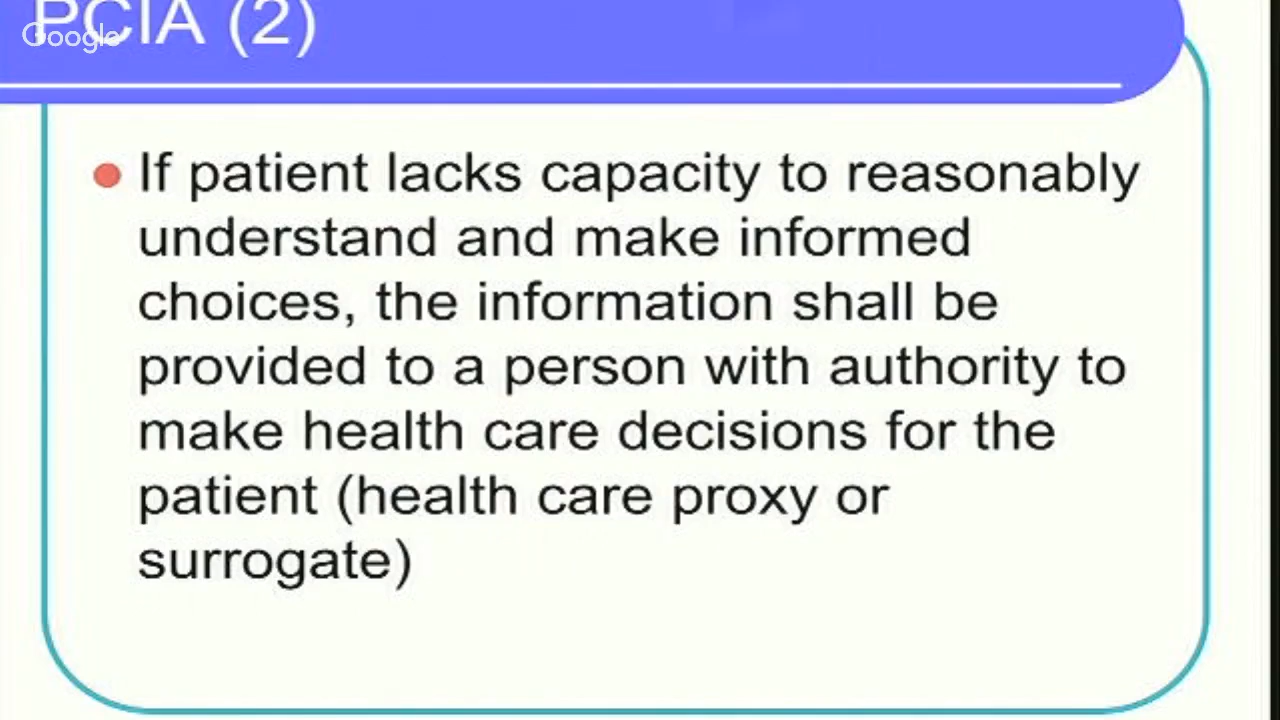 PCIA (2)
Google
If patient lacks capacity to reasonably
understand and make informed
choices, the information shall be
provided to a person with authority to
make health care decisions for the
patient (health care proxy or
surrogate)